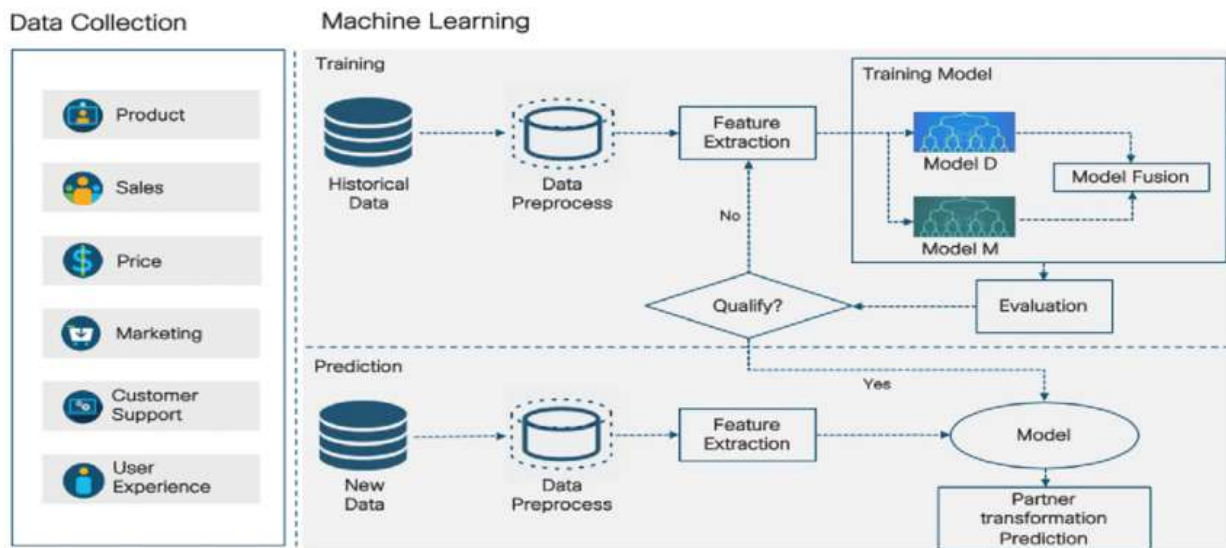 Data Collection
Machine Learning
Product
Sales
Price
Marketing
Customer
Support
User
Experience
Training
Historical
Data
Data
Preprocess
Feature
Extraction
Training Model
Model D
Model M
Model Fusion
No
Qualify?
Evaluation
Yes
Prediction
New
Data
Data
Preprocess
Feature
Extraction
Model
Partner
transformation
Prediction